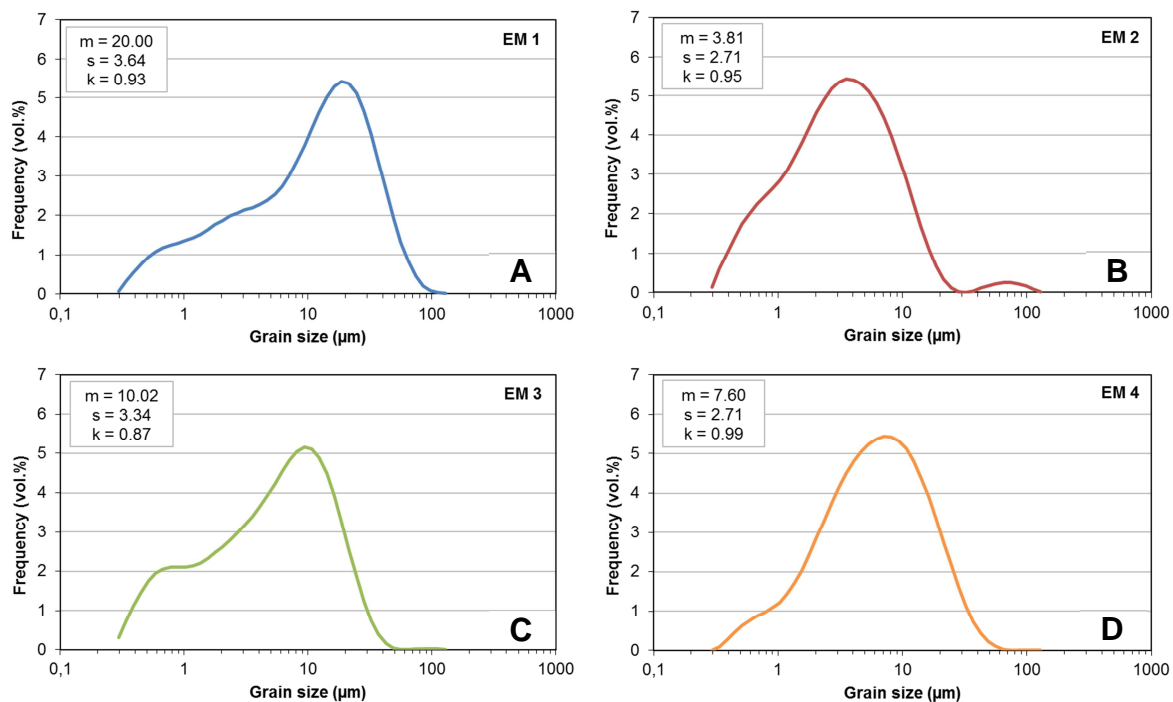 7
6
5
4
3
2
1
0
Frequency (vol.%)
m = 20.00
s = 3.64
k = 0.93
EM 1
A
0,1 1 10 100 1000
Grain size (µm)
7
6
5
4
3
2
1
0
Frequency (vol.%)
m = 3.81
s = 2.71
k = 0.95
EM 2
B
0,1 1 10 100 1000
Grain size (µm)
7
6
5
4
3
2
1
0
Frequency (vol.%)
m = 10.02
s = 3.34
k = 0.87
EM 3
C
0,1 1 10 100 1000
Grain size (µm)
7
6
5
4
3
2
1
0
Frequency (vol.%)
m = 7.60
s = 2.71
k = 0.99
EM 4
D
0,1 1 10 100 1000
Grain size (µm)